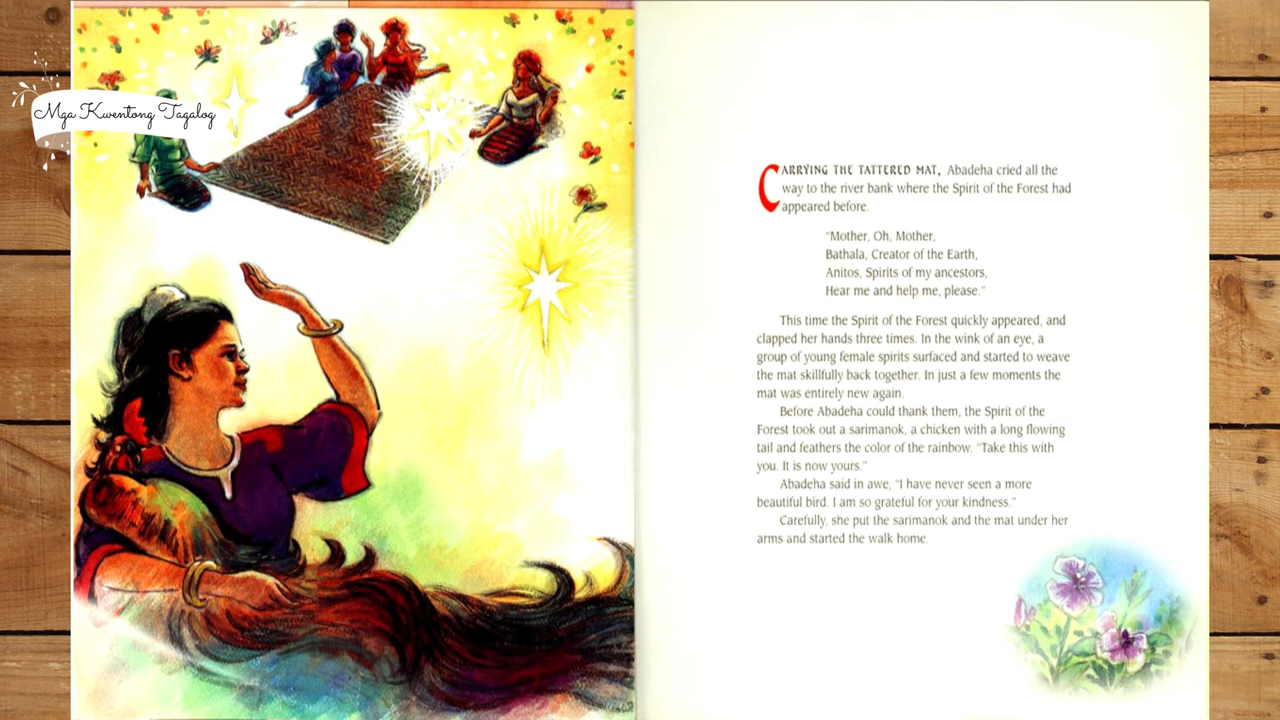 Mga Kwentong Tagalog
CARRYING THE TATTERED MAT, Abadeha cried all the
way to the river bank where the Spirit of the Forest had
appeared before.
"Mother, Oh, Mother,
Bathala, Creator of the Earth,
Anitos, Spirits of my ancestors,
Hear me and help me, please."
This time the Spirit of the Forest quickly appeared, and
clapped her hands three times. In the wink of an eye, a
group of young female spirits surfaced and started to weave
the mat skillfully back together. In just a few moments the
mat was entirely new again.
Before Abadeha could thank them, the Spirit of the
Forest took out a sarimanok, a chicken with a long flowing
tail and feathers the color of the rainbow. "Take this with
you. It is now yours."
Abadeha said in awe, "I have never seen a more
beautiful bird. I am so grateful for your kindness."
Carefully, she put the sarimanok and the mat under her
arms and started the walk home.